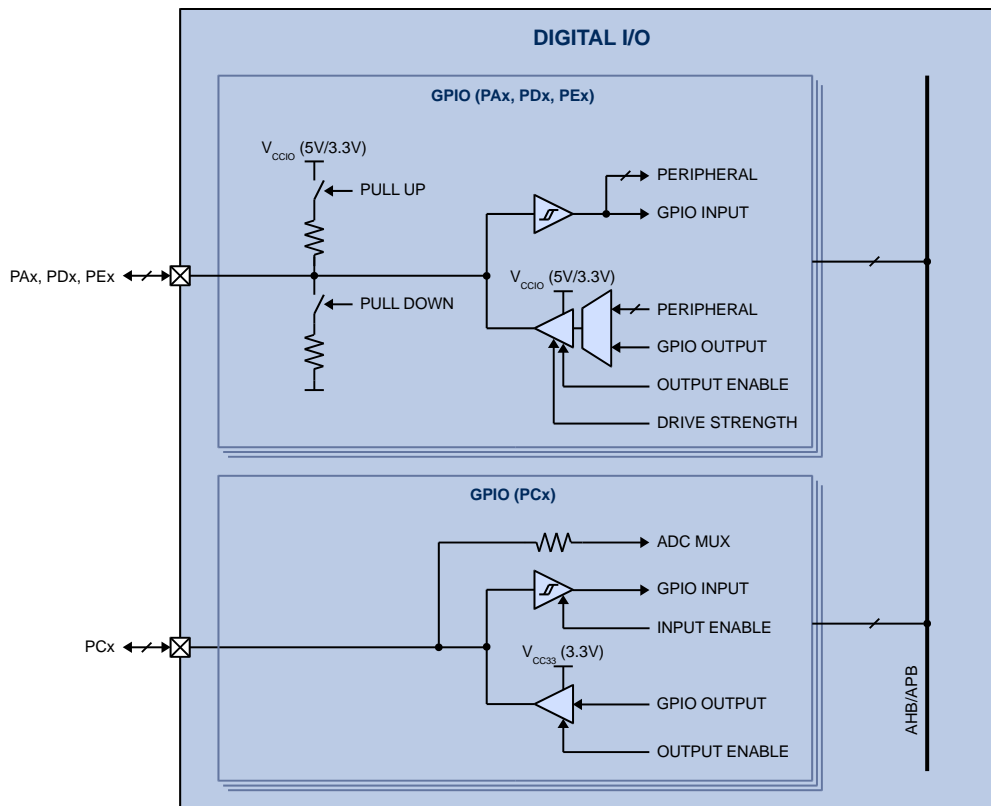 DIGITAL I/O
GPIO (PAx, PDx, PEx)
VCCIO (5V/3.3V)
PULL UP
PERIPHERAL
GPIO INPUT
PAx, PDx, PEx
PULL DOWN
VCCIO (5V/3.3V)
PERIPHERAL
GPIO OUTPUT
OUTPUT ENABLE
DRIVE STRENGTH
GPIO (PCx)
ADC MUX
GPIO INPUT
INPUT ENABLE
PCx
VCC33 (3.3V)
GPIO OUTPUT
OUTPUT ENABLE
AHB/APB